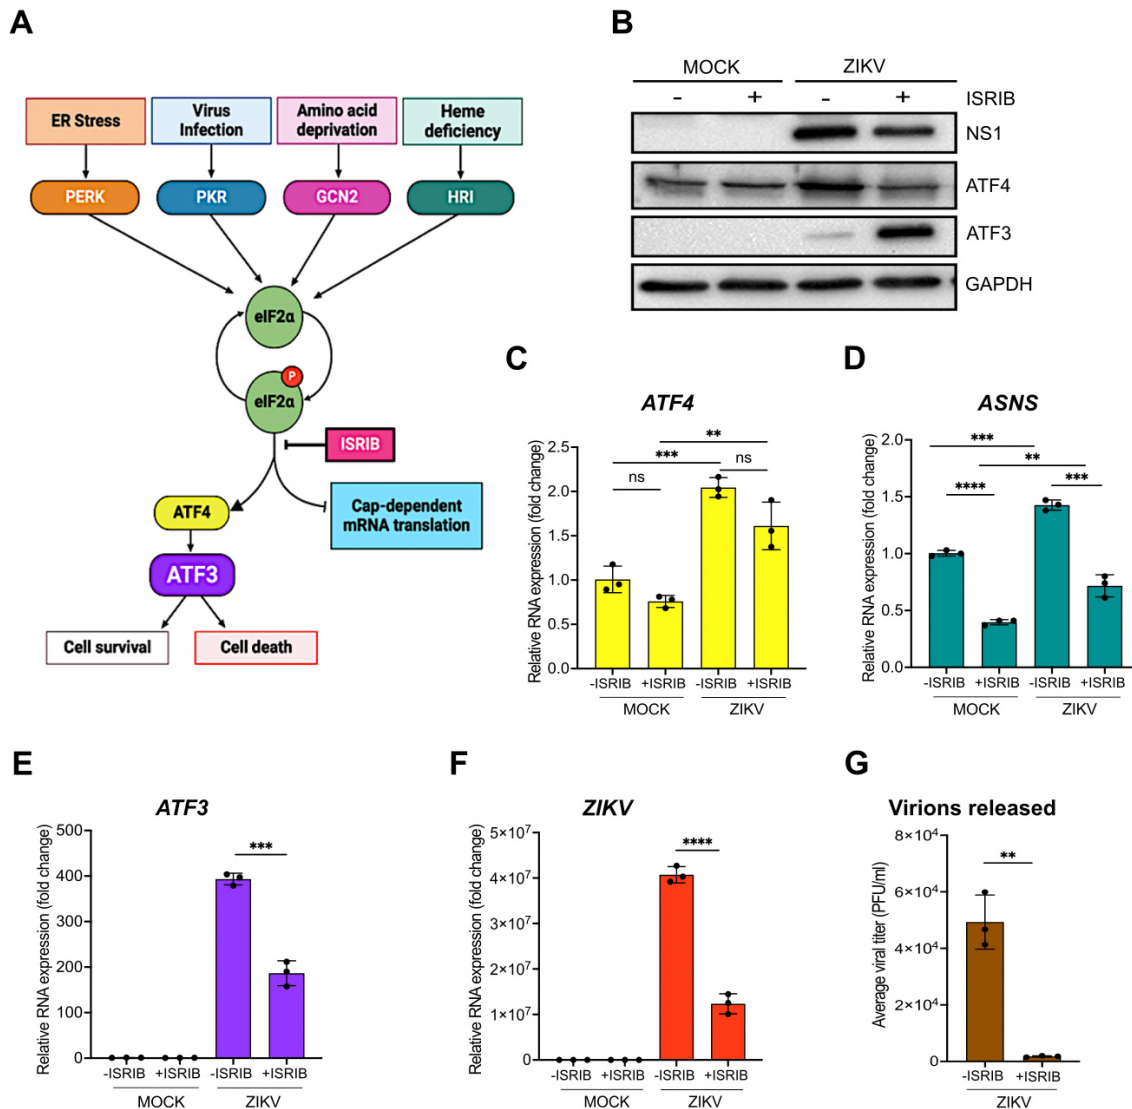 A
ER Stress
Virus
Infection
Amino acid
deprivation
Heme
deficiency
PERK
PKR
GCN2
HRI
eIF2α
P
eIF2α
ISRIB
ATF4
Cap-dependent
mRNA translation
ATF3
Cell survival
Cell death
B
MOCK ZIKV
- + - + ISRIB
NS1
ATF4
ATF3
GAPDH
C
ATF4
Relative RNA expression (fold change)
2.5
2.0
1.5
1.0
0.5
0.0
**
***
ns
ns
-ISRIB +ISRIB -ISRIB +ISRIB
MOCK ZIKV
D
ASNS
Relative RNA expression (fold change)
2.0
1.5
1.0
0.5
0.0
***
**
****
***
-ISRIB +ISRIB -ISRIB +ISRIB
MOCK ZIKV
E
ATF3
Relative RNA expression (fold change)
500
400
300
200
100
0
***
-ISRIB +ISRIB -ISRIB +ISRIB
MOCK ZIKV
F
ZIKV
Relative RNA expression (fold change)
5×10⁷
4×10⁷
3×10⁷
2×10⁷
1×10⁷
0
****
-ISRIB +ISRIB -ISRIB +ISRIB
MOCK ZIKV
G
Virions released
Average viral titer (PFU/ml)
8×10⁴
6×10⁴
4×10⁴
2×10⁴
0
**
-ISRIB +ISRIB
ZIKV